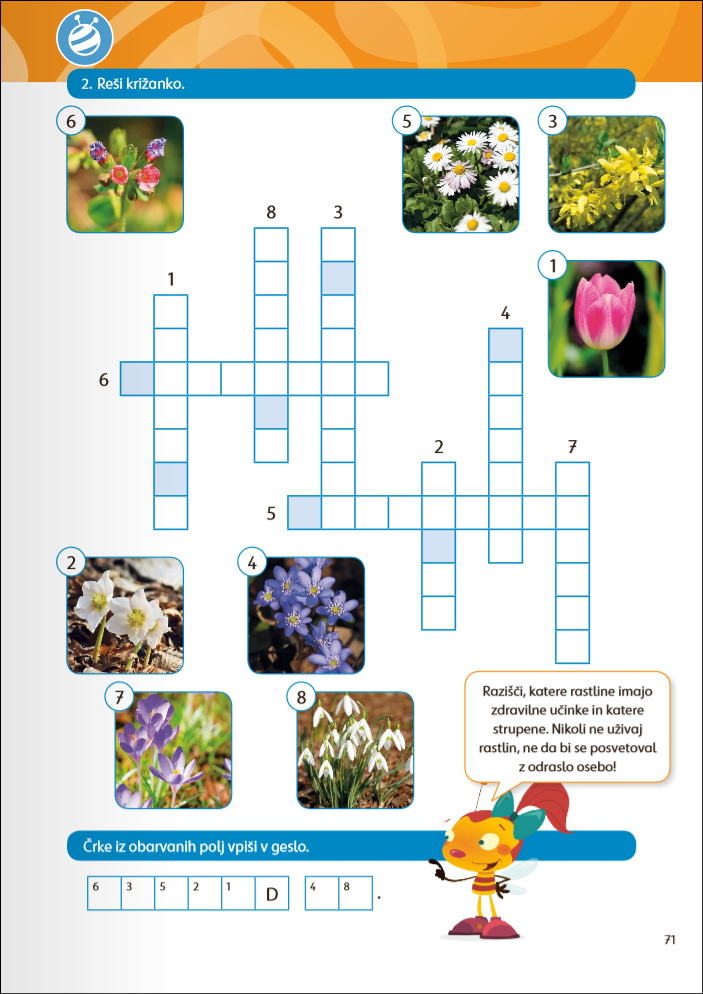 2. Reši križanko.
6
5
3
8
3
1
1
4
6
2
7
5
2
4
7
8
Razišči, katere rastline imajo
zdravilne učinke in katere
strupene. Nikoli ne uživaj
rastlin, ne da bi se posvetoval
z odraslo osebo!
Črke iz obarvanih polj vpiši v geslo.
6 3 5 2 1 D 4 8 .
71